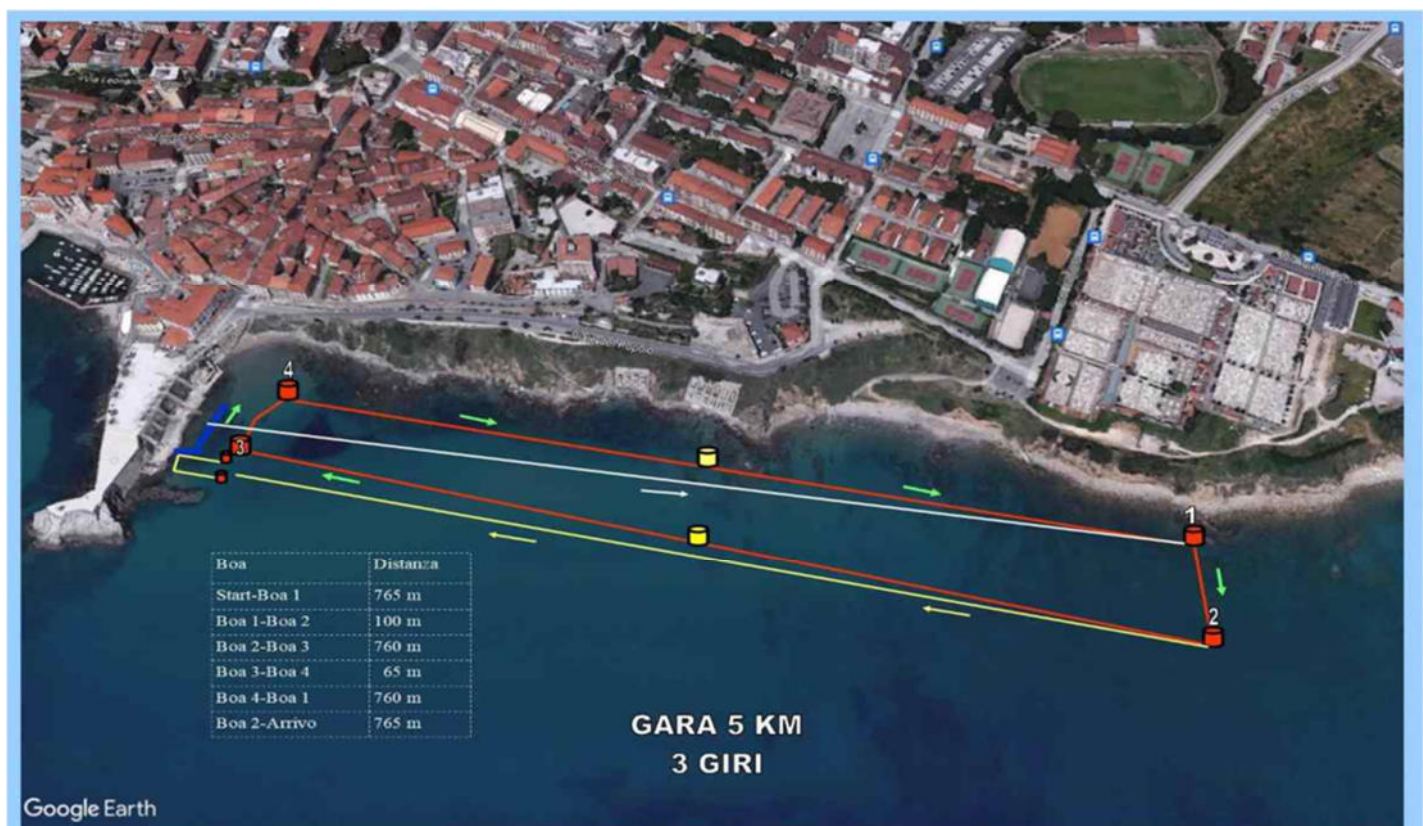 4
3
1
2
Boa Distanza
Start-Boa 1 765 m
Boa 1-Boa 2 100 m
Boa 2-Boa 3 760 m
Boa 3-Boa 4 65 m
Boa 4-Boa 1 760 m
Boa 2-Arrivo 765 m
GARA 5 KM
3 GIRI
Google Earth